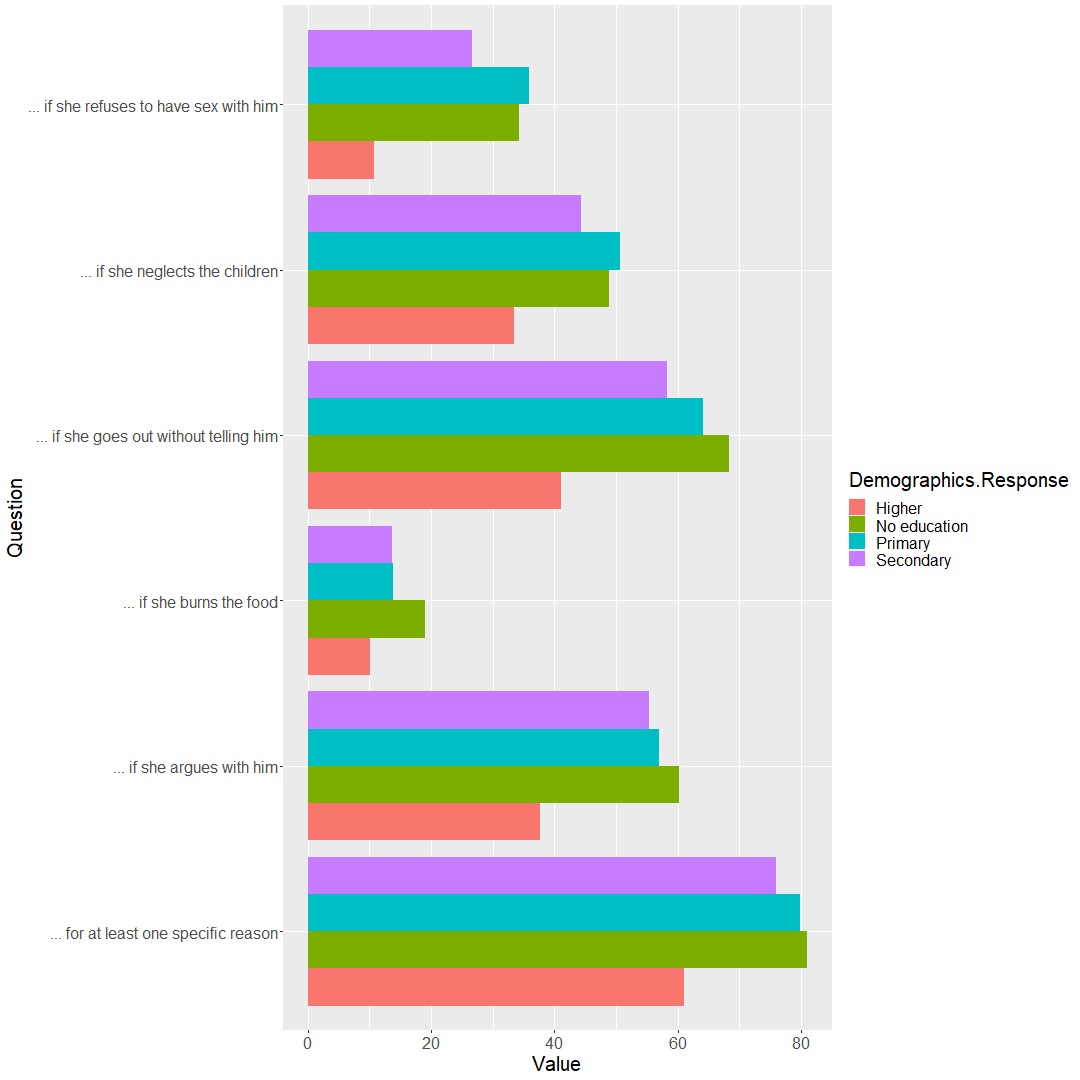 Question
... if she refuses to have sex with him
... if she neglects the children
... if she goes out without telling him
... if she burns the food
... if she argues with him
... for at least one specific reason
0 20 40 60 80
Value
Demographics.Response
Higher
No education
Primary
Secondary